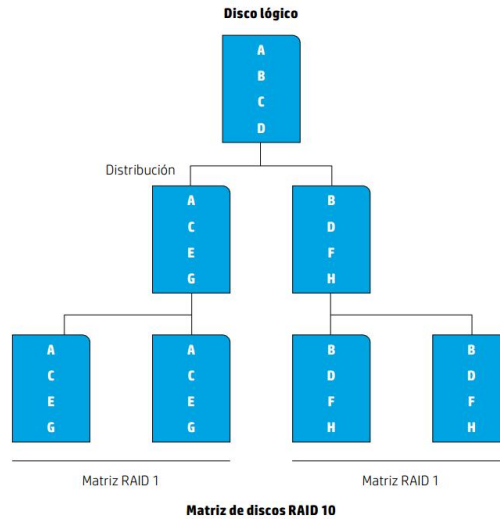 Disco lógico
A
B
C
D
Distribución
A
C
E
G
B
D
F
H
A
C
E
G
A
C
E
G
B
D
F
H
B
D
F
H
Matriz RAID 1
Matriz RAID 1
Matriz de discos RAID 10